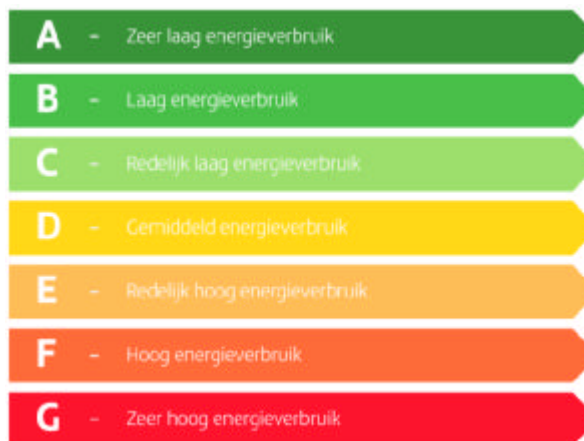 A - Zeer laag energieverbruik
B - Laag energieverbruik
C - Redelijk laag energieverbruik
D - Gemiddeld energieverbruik
E - Redelijk hoog energieverbruik
F - Hoog energieverbruik
G - Zeer hoog energieverbruik